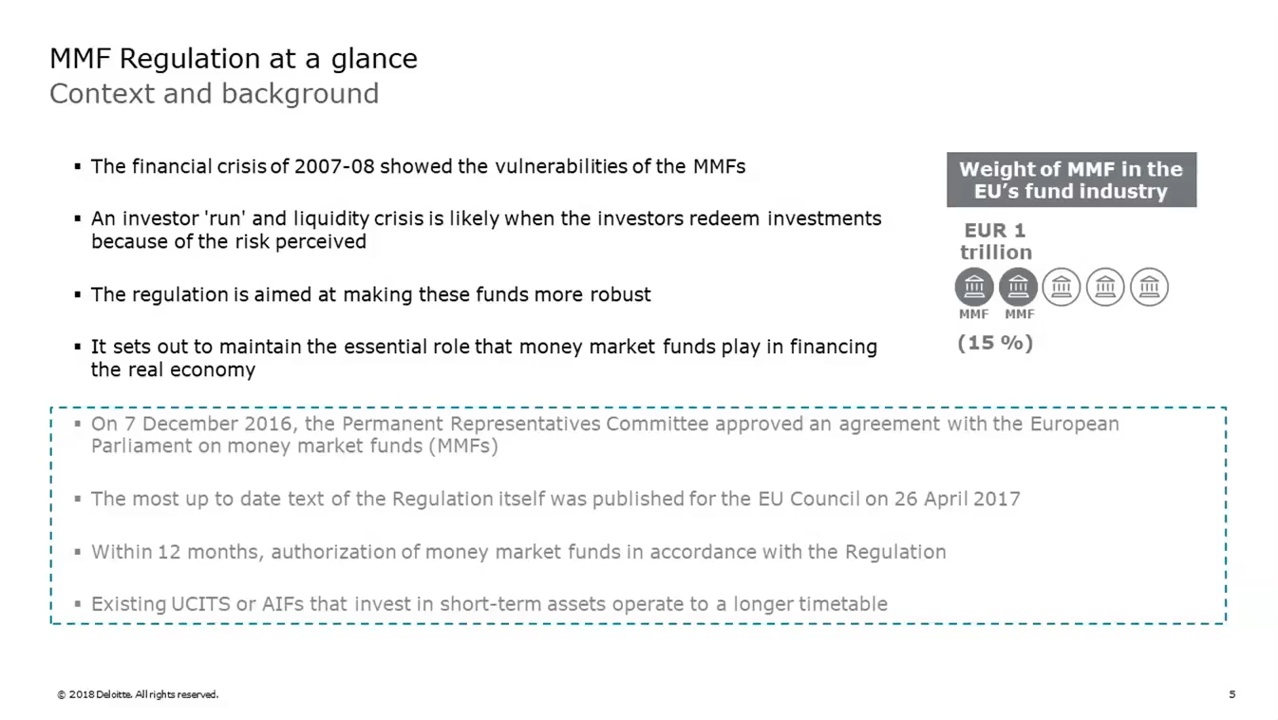 MMF Regulation at a glance
Context and background
▪ The financial crisis of 2007-08 showed the vulnerabilities of the MMFs
▪ An investor 'run' and liquidity crisis is likely when the investors redeem investments
because of the risk perceived
▪ The regulation is aimed at making these funds more robust
▪ It sets out to maintain the essential role that money market funds play in financing
the real economy
Weight of MMF in the
EU's fund industry
EUR 1
trillion
MMF MMF
(15 %)
▪ On 7 December 2016, the Permanent Representatives Committee approved an agreement with the European
Parliament on money market funds (MMFs)
▪ The most up to date text of the Regulation itself was published for the EU Council on 26 April 2017
▪ Within 12 months, authorization of money market funds in accordance with the Regulation
▪ Existing UCITS or AIFs that invest in short-term assets operate to a longer timetable
© 2018 Deloitte. All rights reserved.
5